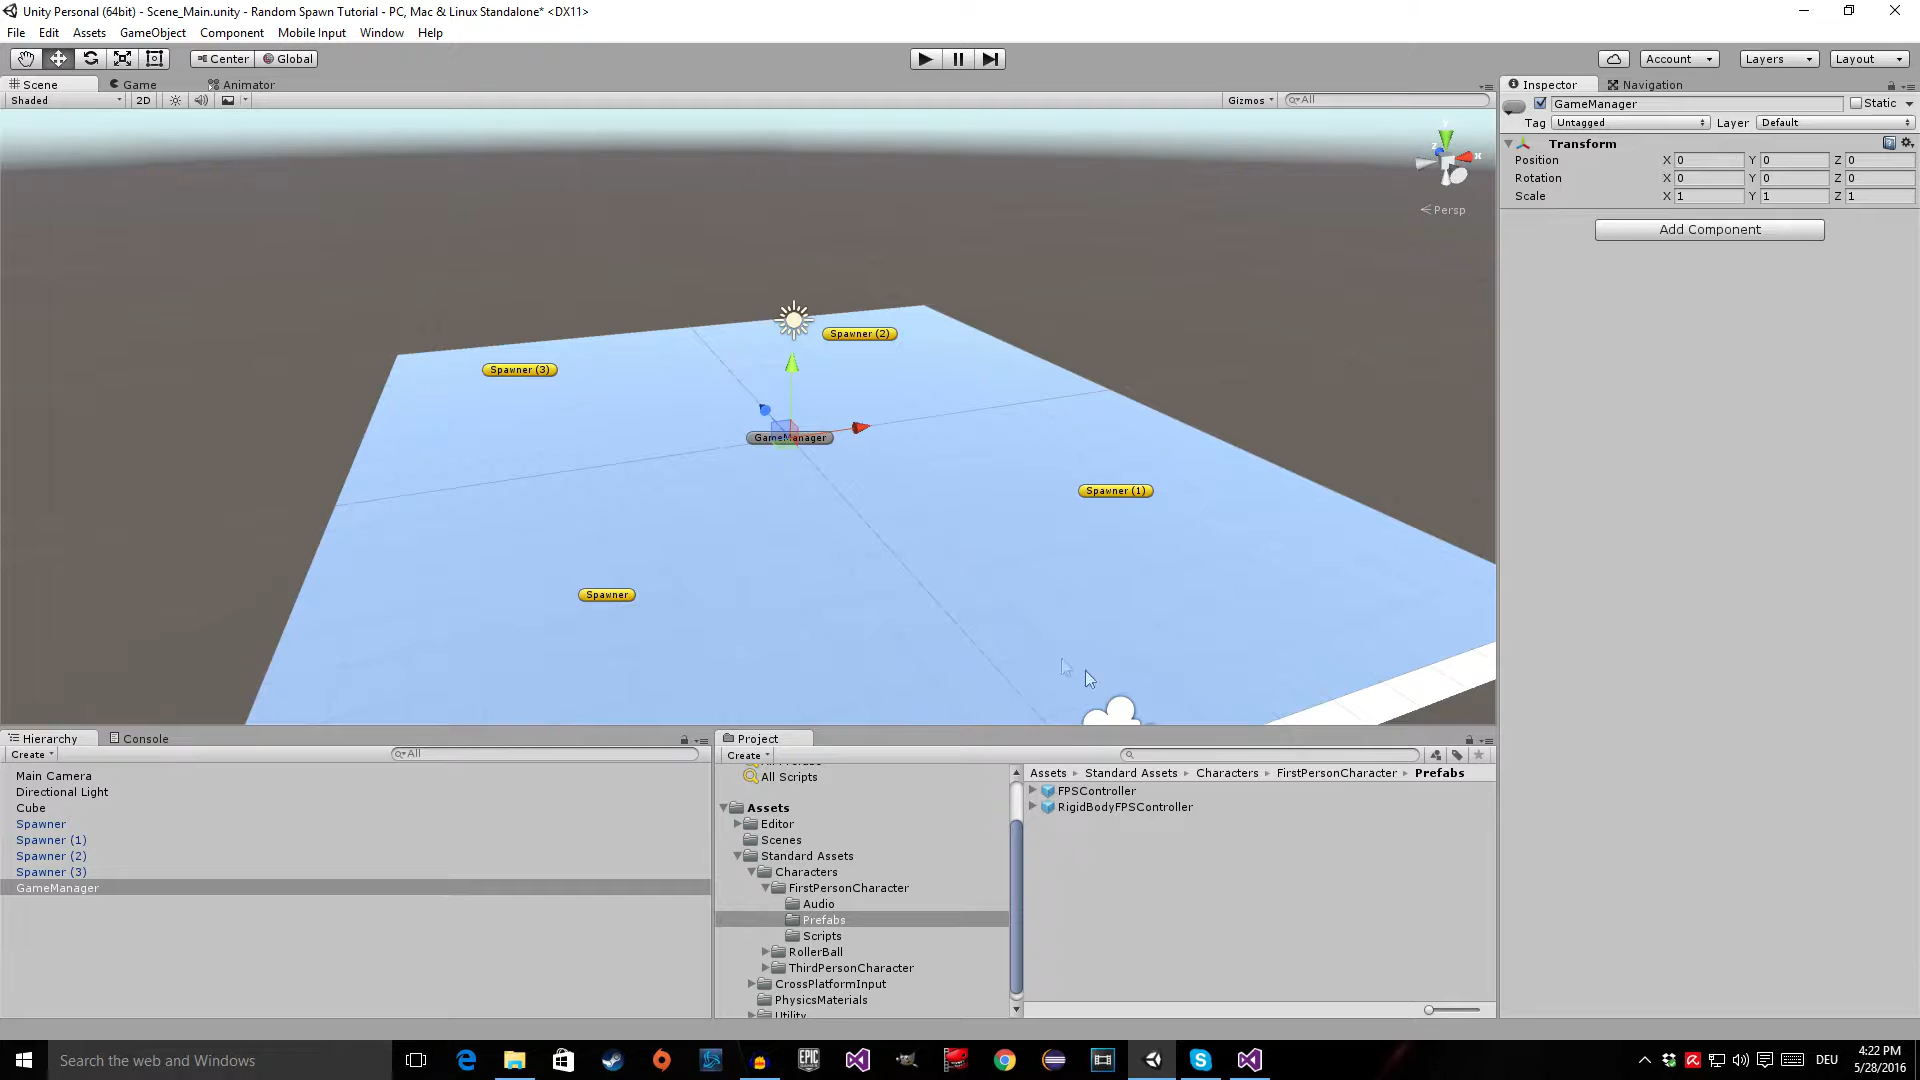 Unity Personal (64bit) - Scene_Main.unity - Random Spawn Tutorial - PC, Mac & Linux Standalone* <DX11>
File Edit Assets GameObject Component Mobile Input Window Help
Center Global Account Layers Layout
Scene Game Animator
Shaded 2D Gizmos All
Inspector Navigation
GameManager Static
Tag Untagged Layer Default
Transform
Position X 0 Y 0 Z 0
Rotation X 0 Y 0 Z 0
Scale X 1 Y 1 Z 1
Add Component
y
z x
Persp
Spawner (2)
Spawner (3)
GameManager
Spawner (1)
Spawner
Hierarchy Console
Create All
Main Camera
Directional Light
Cube
Spawner
Spawner (1)
Spawner (2)
Spawner (3)
GameManager
Project
Create
All Scripts
Assets
Editor
Scenes
Standard Assets
Characters
FirstPersonCharacter
Audio
Prefabs
Scripts
RollerBall
ThirdPersonCharacter
CrossPlatformInput
PhysicsMaterials
Utility
Assets Standard Assets Characters FirstPersonCharacter Prefabs
FPSController
RigidBodyFPSController
Search the web and Windows
EPIC
DEU
4:22 PM
5/28/2016